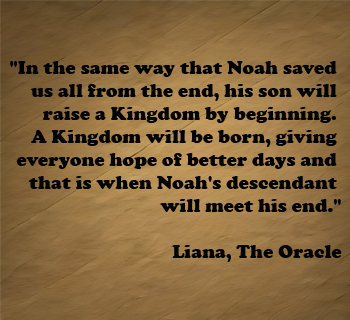 "In the same way that Noah saved
us all from the end, his son will
raise a Kingdom by beginning.
A Kingdom will be born, giving
everyone hope of better days and
that is when Noah's descendant
will meet his end."
Liana, The Oracle